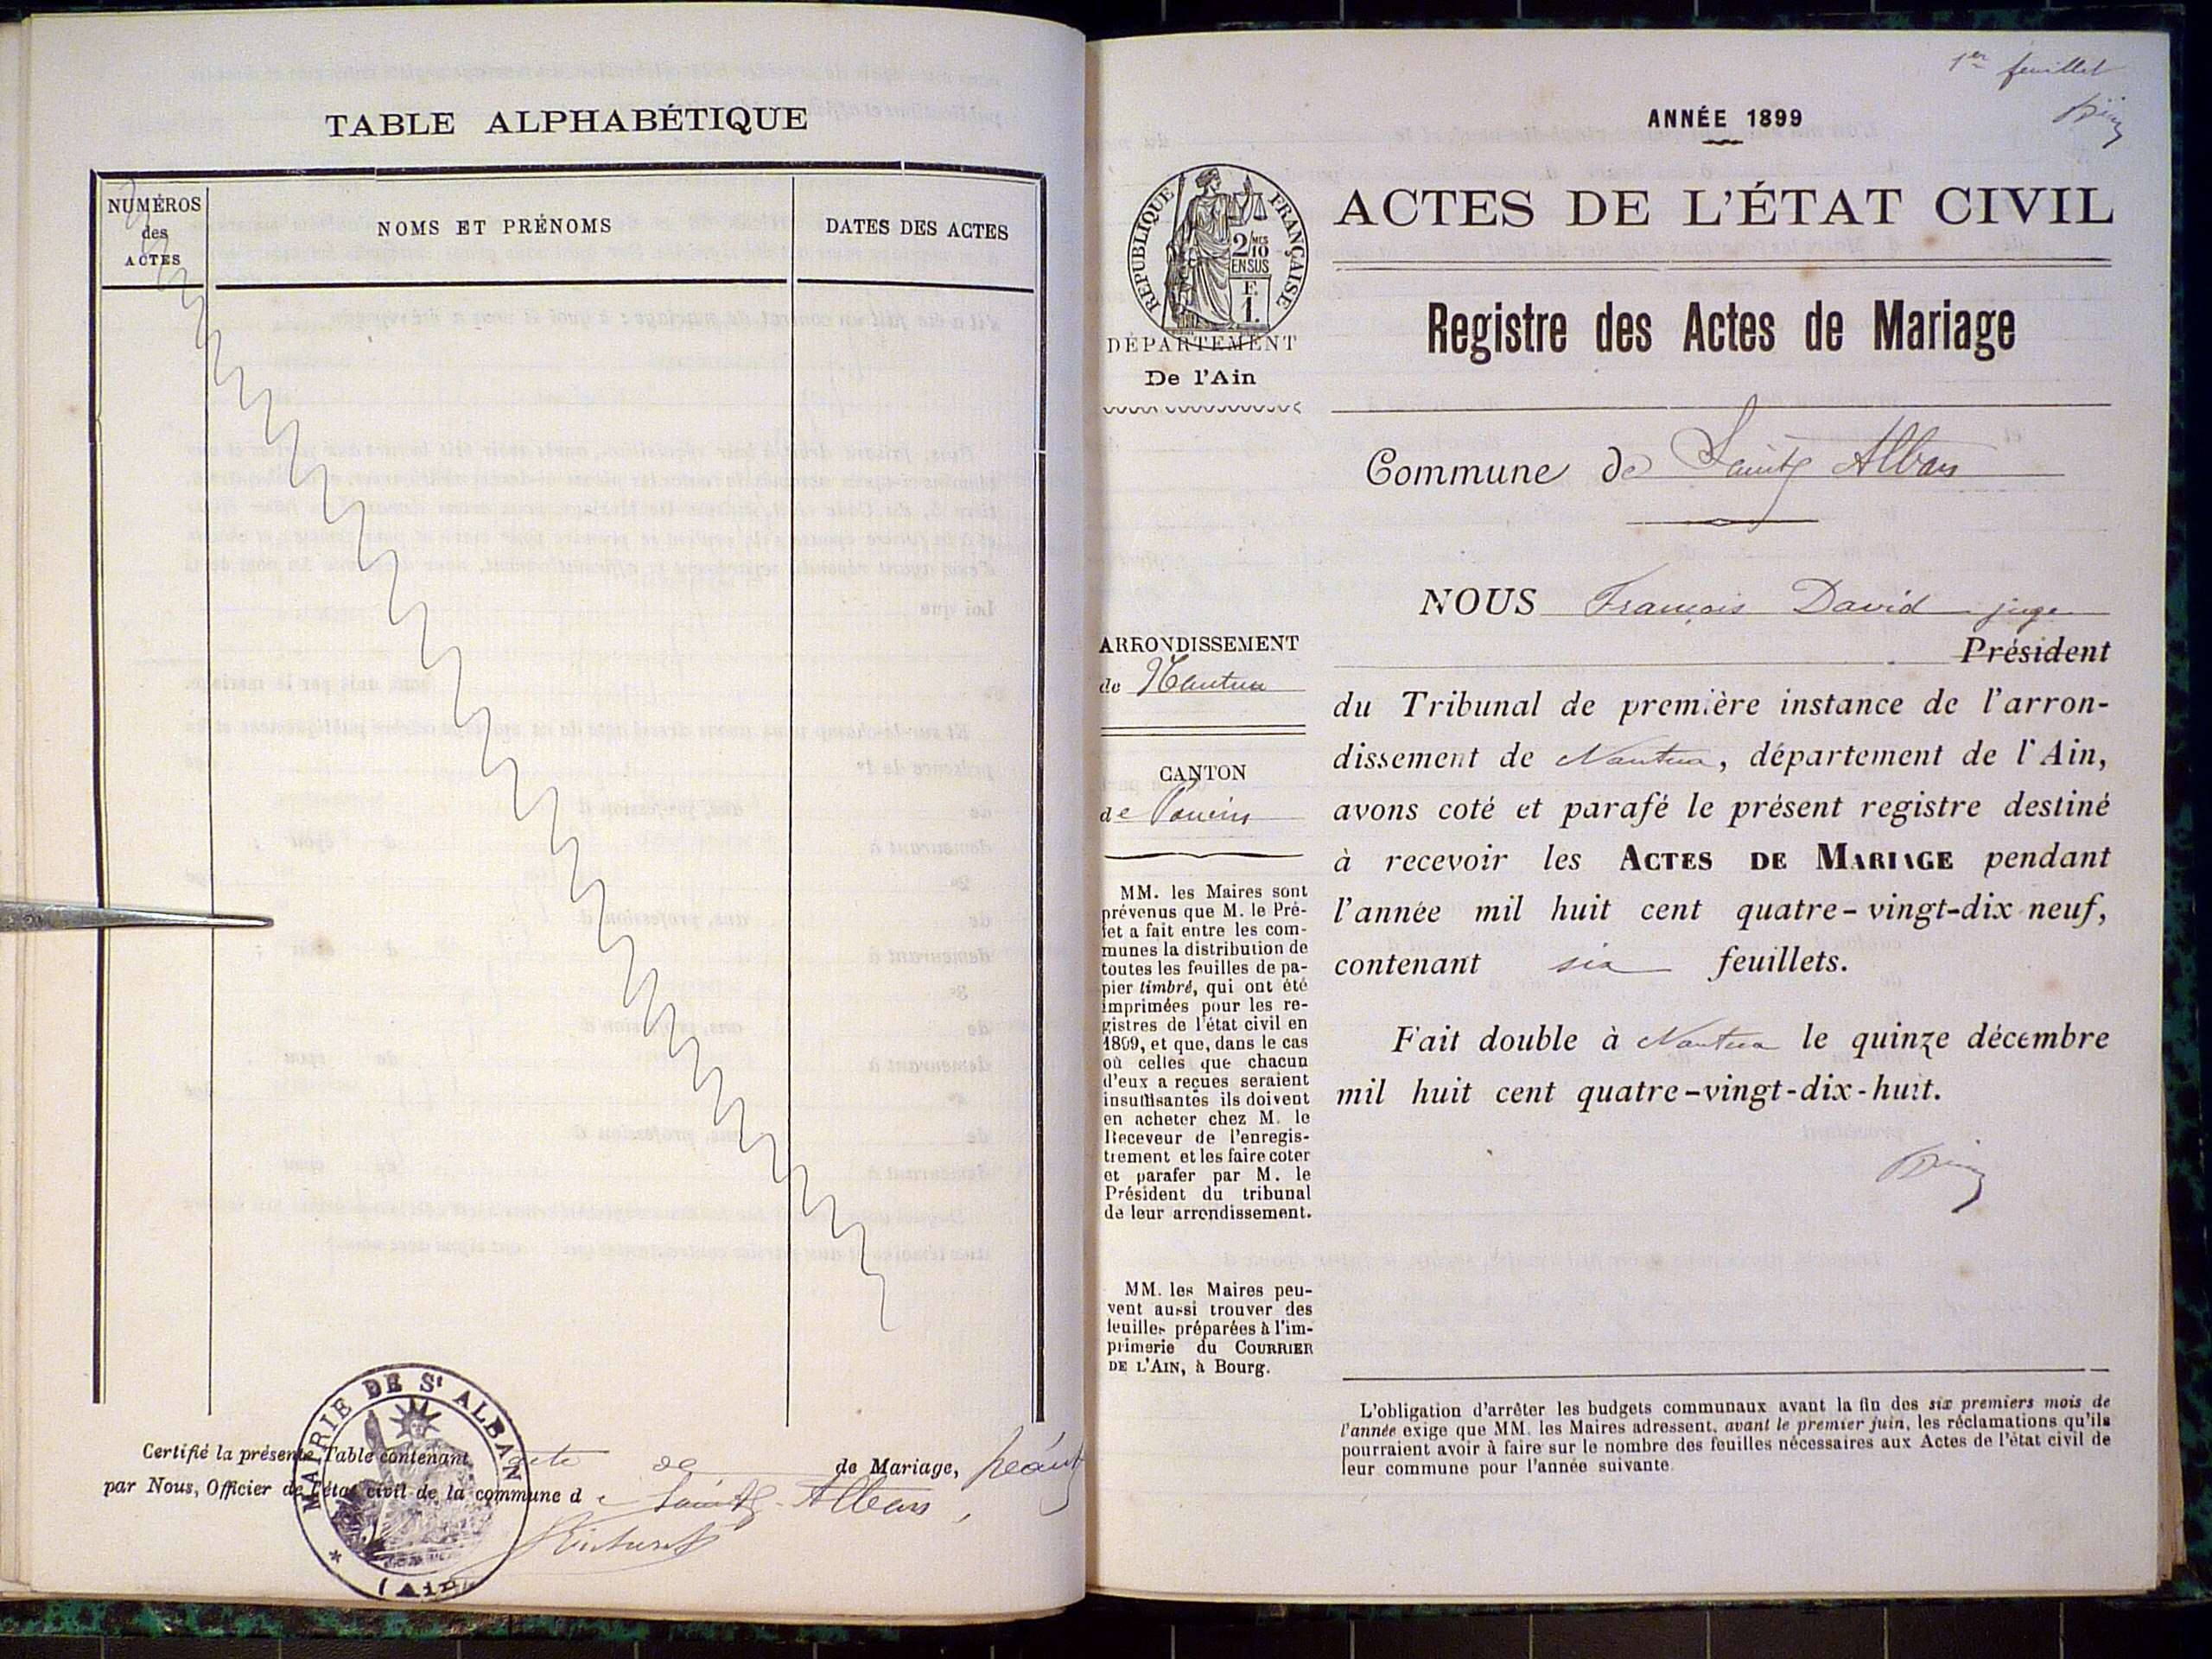 TABLE ALPHABÉTIQUE
NUMÉROS
des
ACTES
NOMS ET PRÉNOMS
DATES DES ACTES
Certifié la présente Table contenant acte de de Mariage, néant
par Nous, Officier de l'état civil de la commune de Saint-Alban,
MAIRIE DE St ALBAN
* (Ain)
1er feuillet
ANNÉE 1899
RÉPUBLIQUE FRANÇAISE
2/10 MES
EN SUS
E.
1.
DÉPARTEMENT
De l'Ain
ACTES DE L'ÉTAT CIVIL
Registre des Actes de Mariage
Commune de Saint Alban
ARRONDISSEMENT
de Nantua
CANTON
de Poncin
MM. les Maires sont
prévenus que M. le Pré-
fet a fait entre les com-
munes la distribution de
toutes les feuilles de pa-
pier timbré, qui ont été
imprimées pour les re-
gistres de l'état civil en
1899, et que, dans le cas
où celles que chacun
d'eux a reçues seraient
insuffisantes ils doivent
en acheter chez M. le
Receveur de l'enregis-
trement et les faire coter
et parafer par M. le
Président du tribunal
de leur arrondissement.
MM. les Maires peu-
vent aussi trouver des
feuilles préparées à l'im-
primerie du COURRIER
DE L'AIN, à Bourg.
NOUS François David juge
Président
du Tribunal de première instance de l'arron-
dissement de Nantua, département de l'Ain,
avons coté et parafé le présent registre destiné
à recevoir les ACTES DE MARIAGE pendant
l'année mil huit cent quatre-vingt-dix neuf,
contenant six feuillets.
Fait double à Nantua le quinze décembre
mil huit cent quatre-vingt-dix-huit.
L'obligation d'arrêter les budgets communaux avant la fin des six premiers mois de
l'année exige que MM. les Maires adressent, avant le premier juin, les réclamations qu'ils
pourraient avoir à faire sur le nombre des feuilles nécessaires aux Actes de l'état civil de
leur commune pour l'année suivante.